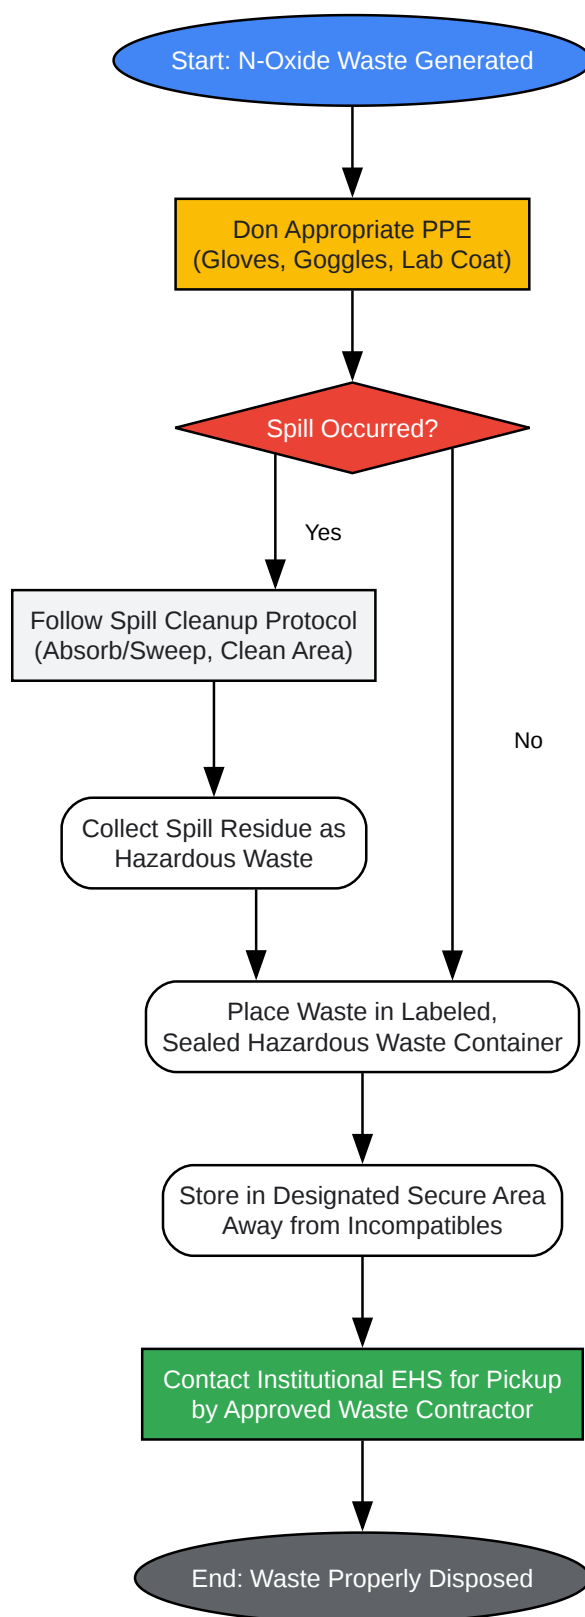 Start: N-Oxide Waste Generated
Don Appropriate PPE
(Gloves, Goggles, Lab Coat)
Spill Occurred?
Yes
Follow Spill Cleanup Protocol
(Absorb/Sweep, Clean Area)
No
Collect Spill Residue as
Hazardous Waste
Place Waste in Labeled,
Sealed Hazardous Waste Container
Store in Designated Secure Area
Away from Incompatibles
Contact Institutional EHS for Pickup
by Approved Waste Contractor
End: Waste Properly Disposed